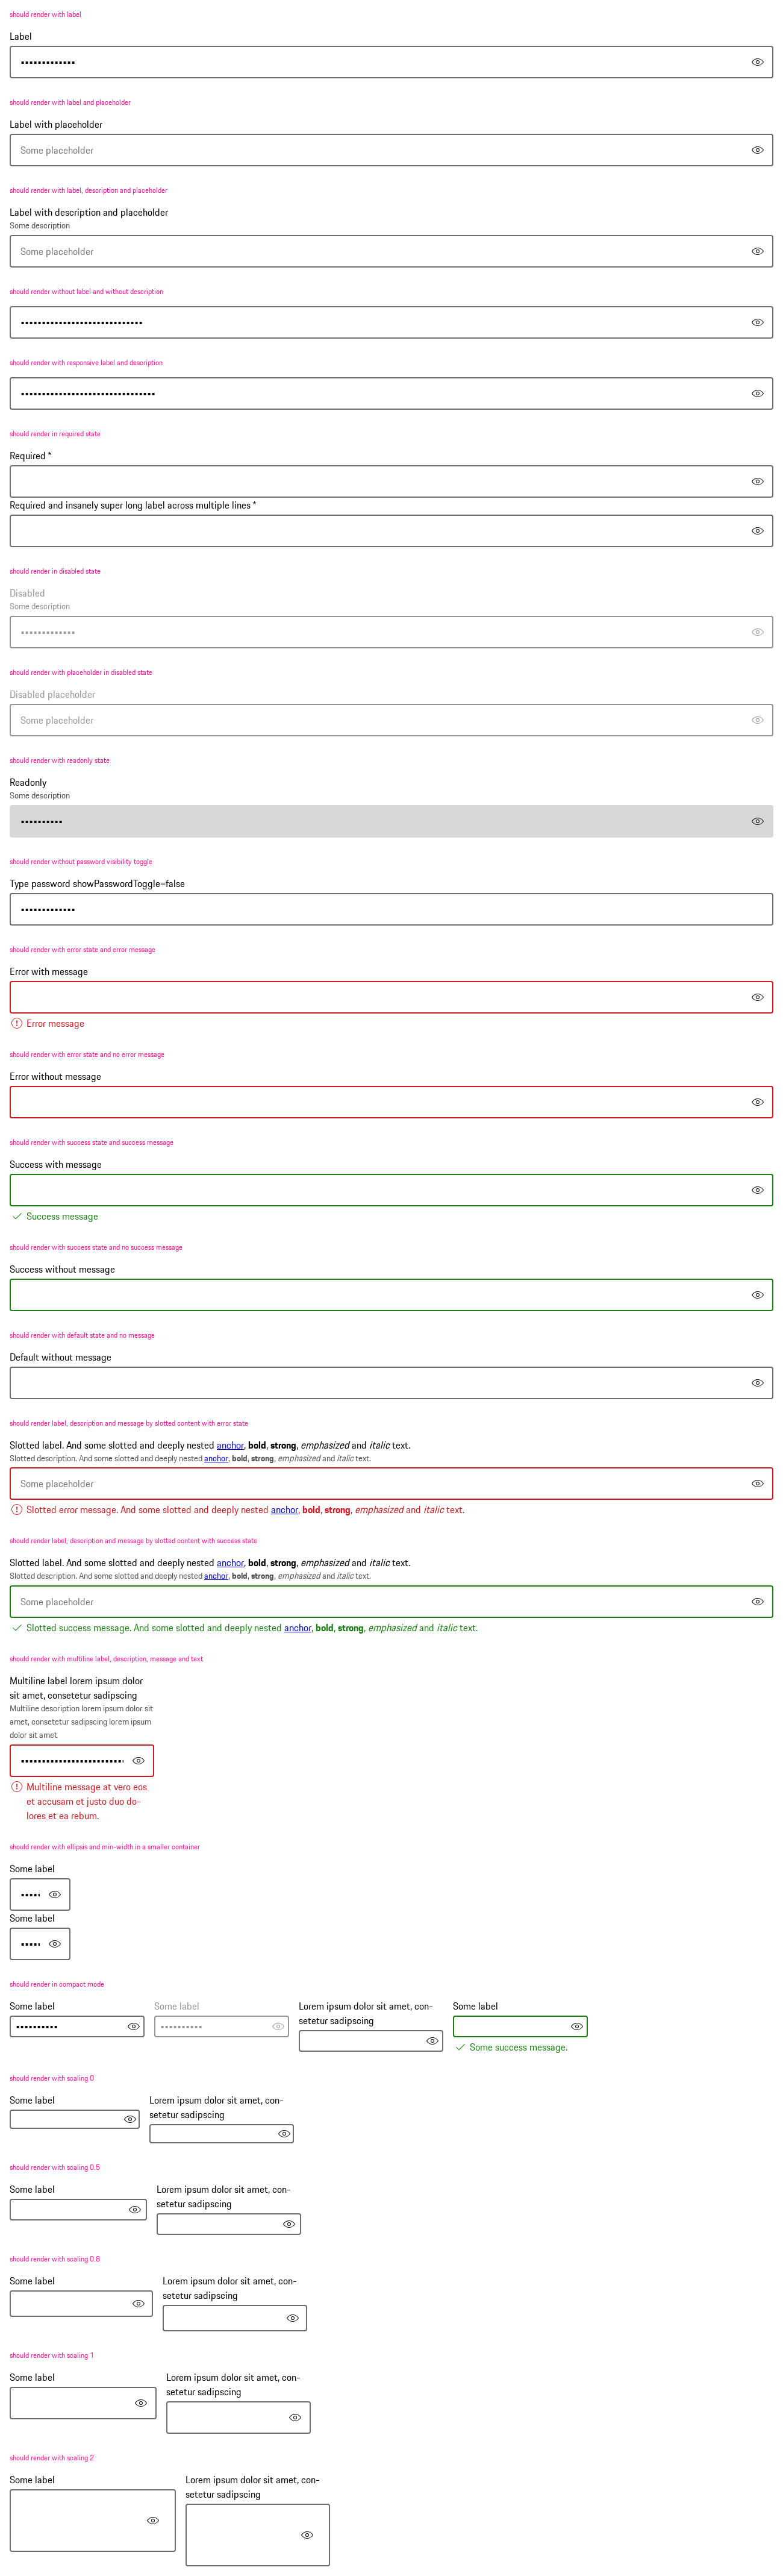 should render with label
Label
•••••••••••••
should render with label and placeholder
Label with placeholder
Some placeholder
should render with label, description and placeholder
Label with description and placeholder
Some description
Some placeholder
should render without label and without description
•••••••••••••••••••••••••••••
should render with responsive label and description
••••••••••••••••••••••••••••••••
should render in required state
Required *
Required and insanely super long label across multiple lines *
should render in disabled state
Disabled
Some description
•••••••••••••
should render with placeholder in disabled state
Disabled placeholder
Some placeholder
should render with readonly state
Readonly
Some description
••••••••••
should render without password visibility toggle
Type password showPasswordToggle=false
•••••••••••••
should render with error state and error message
Error with message
Error message
should render with error state and no error message
Error without message
should render with success state and success message
Success with message
Success message
should render with success state and no success message
Success without message
should render with default state and no message
Default without message
should render label, description and message by slotted content with error state
Slotted label. And some slotted and deeply nested anchor, bold, strong, emphasized and italic text.
Slotted description. And some slotted and deeply nested anchor, bold, strong, emphasized and italic text.
Some placeholder
Slotted error message. And some slotted and deeply nested anchor, bold, strong, emphasized and italic text.
should render label, description and message by slotted content with success state
Slotted label. And some slotted and deeply nested anchor, bold, strong, emphasized and italic text.
Slotted description. And some slotted and deeply nested anchor, bold, strong, emphasized and italic text.
Some placeholder
Slotted success message. And some slotted and deeply nested anchor, bold, strong, emphasized and italic text.
should render with multiline label, description, message and text
Multiline label lorem ipsum dolor
sit amet, consetetur sadipscing
Multiline description lorem ipsum dolor sit
amet, consetetur sadipscing lorem ipsum
dolor sit amet
•••••••••••••••••••••••••
Multiline message at vero eos
et accusam et justo duo do-
lores et ea rebum.
should render with ellipsis and min-width in a smaller container
Some label
•••••
Some label
•••••
should render in compact mode
Some label
••••••••••
Some label
••••••••••
Lorem ipsum dolor sit amet, con-
setetur sadipscing
Some label
Some success message.
should render with scaling 0
Some label
Lorem ipsum dolor sit amet, con-
setetur sadipscing
should render with scaling 0.5
Some label
Lorem ipsum dolor sit amet, con-
setetur sadipscing
should render with scaling 0.8
Some label
Lorem ipsum dolor sit amet, con-
setetur sadipscing
should render with scaling 1
Some label
Lorem ipsum dolor sit amet, con-
setetur sadipscing
should render with scaling 2
Some label
Lorem ipsum dolor sit amet, con-
setetur sadipscing